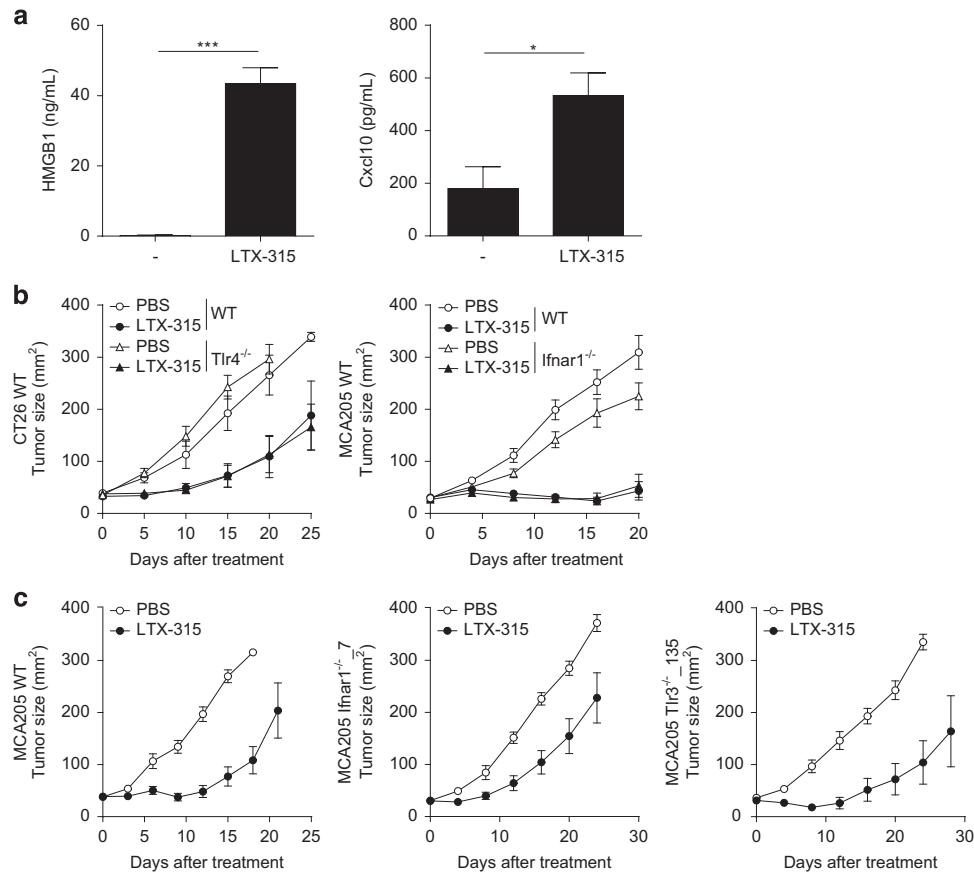 a
60
40
20
0
HMGB1 (ng/mL)
***
-
LTX-315
800
600
400
200
0
Cxcl10 (pg/mL)
*
-
LTX-315
b
400
300
200
100
0
CT26 WT
Tumor size (mm²)
PBS
LTX-315
WT
PBS
LTX-315
Tlr4⁻/⁻
0 5 10 15 20 25
Days after treatment
400
300
200
100
0
MCA205 WT
Tumor size (mm²)
PBS
LTX-315
WT
PBS
LTX-315
Ifnar1⁻/⁻
0 10 20 30
Days after treatment
c
400
300
200
100
0
MCA205 WT
Tumor size (mm²)
PBS
LTX-315
0 5 10 15 20 25
Days after treatment
400
300
200
100
0
MCA205 Ifnar1⁻/⁻_7
Tumor size (mm²)
PBS
LTX-315
0 10 20 30
Days after treatment
400
300
200
100
0
MCA205 Tlr3⁻/⁻_135
Tumor size (mm²)
PBS
LTX-315
0 10 20 30
Days after treatment